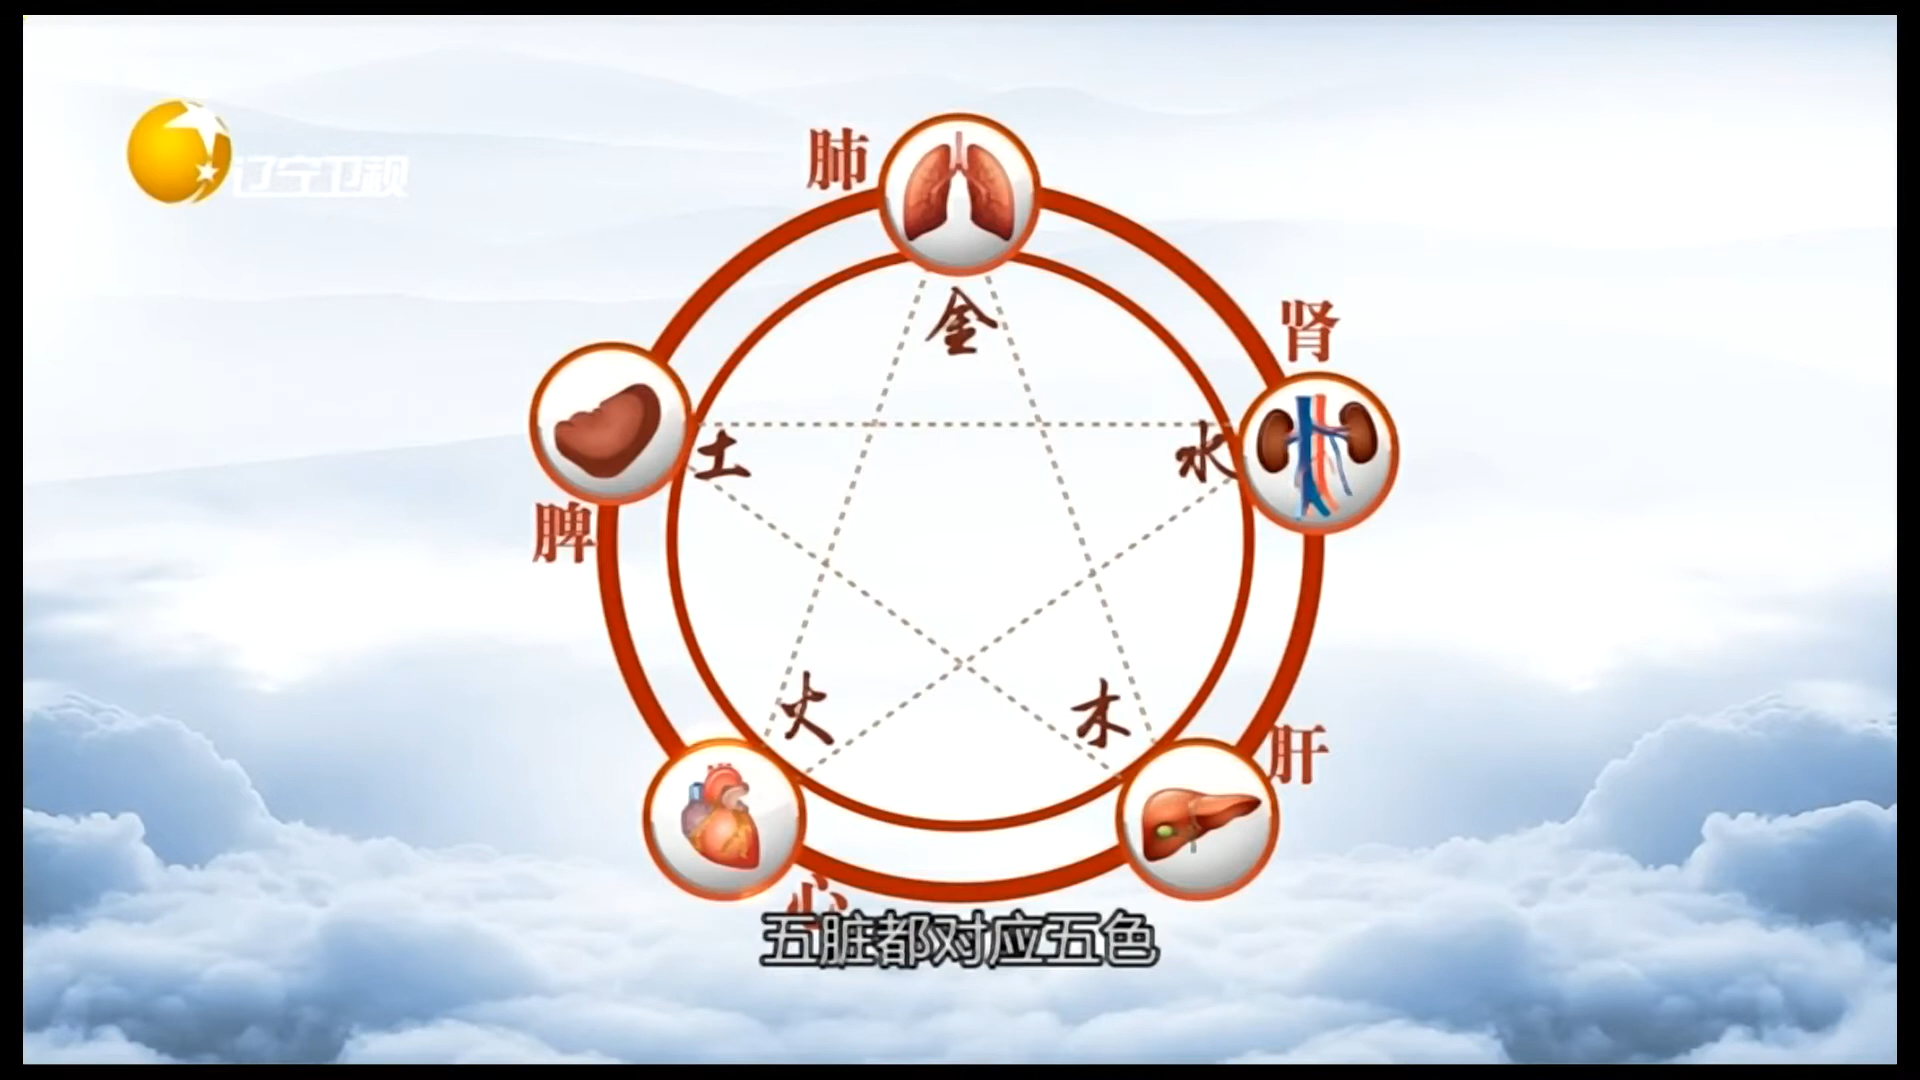 辽宁卫视
肺
金
肾
土
水
脾
火
木
肝
心
五脏都对应五色